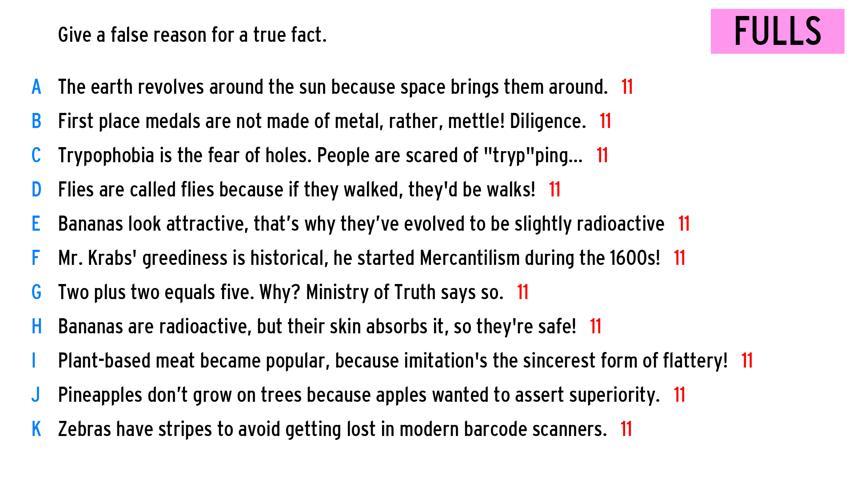 Give a false reason for a true fact.
FULLS
A The earth revolves around the sun because space brings them around. 11
B First place medals are not made of metal, rather, mettle! Diligence. 11
C Trypophobia is the fear of holes. People are scared of "tryp"ping... 11
D Flies are called flies because if they walked, they'd be walks! 11
E Bananas look attractive, that’s why they’ve evolved to be slightly radioactive 11
F Mr. Krabs' greediness is historical, he started Mercantilism during the 1600s! 11
G Two plus two equals five. Why? Ministry of Truth says so. 11
H Bananas are radioactive, but their skin absorbs it, so they're safe! 11
I Plant-based meat became popular, because imitation's the sincerest form of flattery! 11
J Pineapples don’t grow on trees because apples wanted to assert superiority. 11
K Zebras have stripes to avoid getting lost in modern barcode scanners. 11